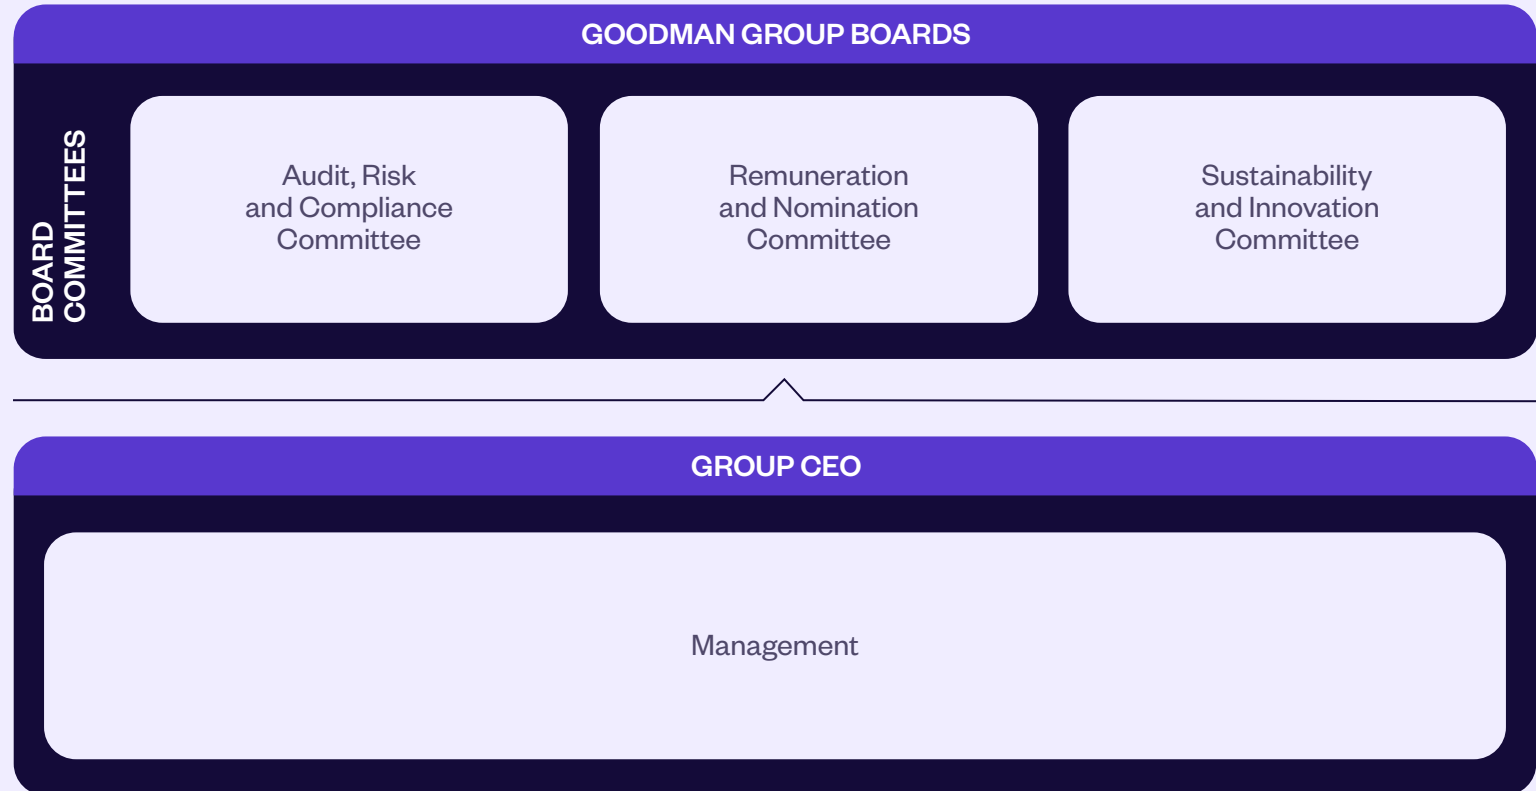 GOODMAN GROUP BOARDS
BOARD
COMMITTEES
Audit, Risk
and Compliance
Committee
Remuneration
and Nomination
Committee
Sustainability
and Innovation
Committee
GROUP CEO
Management